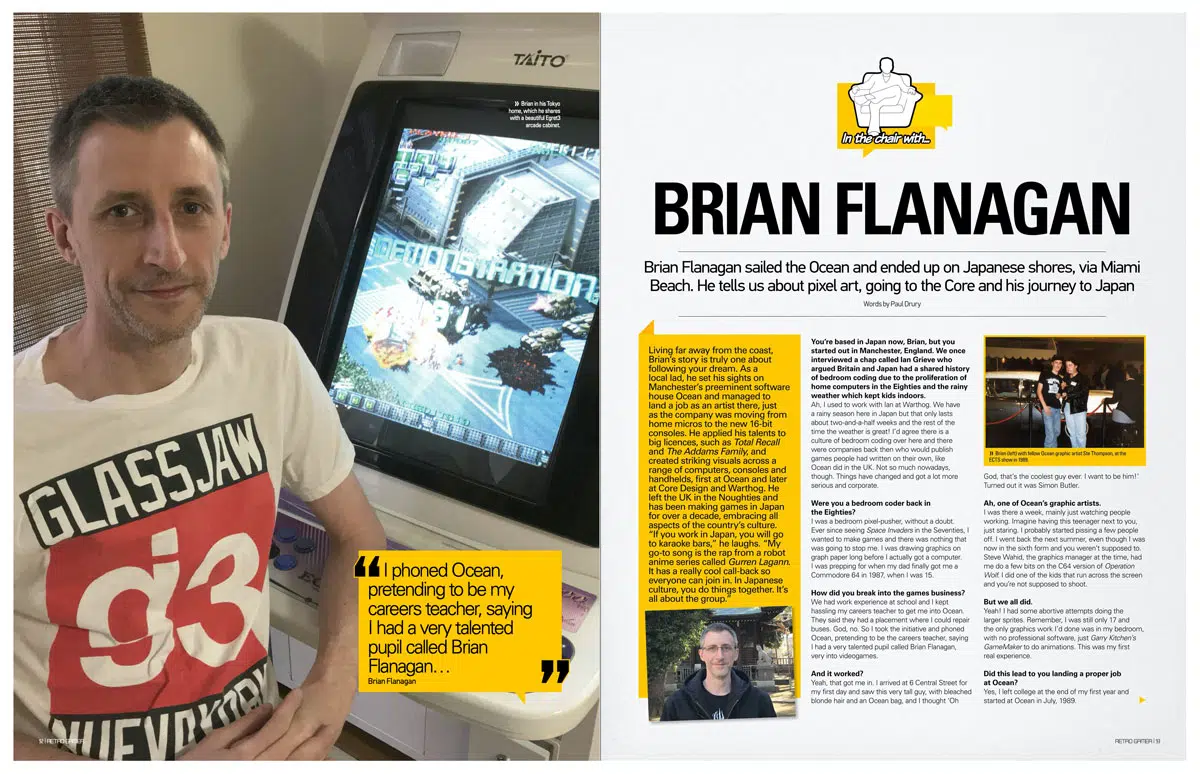 TAITO
» Brian in his Tokyo
home, which he shares
with a beautiful Egret3
arcade cabinet.
GLASSJAW
gj
“I phoned Ocean,
pretending to be my
careers teacher, saying
I had a very talented
pupil called Brian
Flanagan…”
Brian Flanagan
12 | RETRO GAMER
In the chair with...
BRIAN FLANAGAN
Brian Flanagan sailed the Ocean and ended up on Japanese shores, via Miami
Beach. He tells us about pixel art, going to the Core and his journey to Japan
Words by Paul Drury
Living far away from the coast,
Brian’s story is truly one about
following your dream. As a
local lad, he set his sights on
Manchester’s preeminent software
house Ocean and managed to
land a job as an artist there, just
as the company was moving from
home micros to the new 16-bit
consoles. He applied his talents to
big licences, such as Total Recall
and The Addams Family, and
created striking visuals across a
range of computers, consoles and
handhelds, first at Ocean and later
at Core Design and Warthog. He
left the UK in the Noughties and
has been making games in Japan
for over a decade, embracing all
aspects of the country’s culture.
“If you work in Japan, you will go
to karaoke bars,” he laughs. “My
go-to song is the rap from a robot
anime series called Gurren Lagann.
It has a really cool call-back so
everyone can join in. In Japanese
culture, you do things together. It’s
all about the group.”
You’re based in Japan now, Brian, but you
started out in Manchester, England. We once
interviewed a chap called Ian Grieve who
argued Britain and Japan had a shared history
of bedroom coding due to the proliferation of
home computers in the Eighties and the rainy
weather which kept kids indoors.
Ah, I used to work with Ian at Warthog. We have
a rainy season here in Japan but that only lasts
about two-and-a-half weeks and the rest of the
time the weather is great! I’d agree there is a
culture of bedroom coding over here and there
were companies back then who would publish
games people had written on their own, like
Ocean did in the UK. Not so much nowadays,
though. Things have changed and got a lot more
serious and corporate.
Were you a bedroom coder back in
the Eighties?
I was a bedroom pixel-pusher, without a doubt.
Ever since seeing Space Invaders in the Seventies, I
wanted to make games and there was nothing that
was going to stop me. I was drawing graphics on
graph paper long before I actually got a computer.
I was prepping for when my dad finally got me a
Commodore 64 in 1987, when I was 15.
How did you break into the games business?
We had work experience at school and I kept
hassling my careers teacher to get me into Ocean.
They said they had a placement where I could repair
buses. God, no. So I took the initiative and phoned
Ocean, pretending to be the careers teacher, saying
I had a very talented pupil called Brian Flanagan,
very into videogames.
And it worked?
Yeah, that got me in. I arrived at 6 Central Street for
my first day and saw this very tall guy, with bleached
blonde hair and an Ocean bag, and I thought ‘Oh
» Brian (left) with fellow Ocean graphic artist Ste Thompson, at the
ECTS show in 1989.
God, that’s the coolest guy ever. I want to be him!’
Turned out it was Simon Butler.
Ah, one of Ocean’s graphic artists.
I was there a week, mainly just watching people
working. Imagine having this teenager next to you,
just staring. I probably started pissing a few people
off. I went back the next summer, even though I was
now in the sixth form and you weren’t supposed to.
Steve Wahid, the graphics manager at the time, had
me do a few bits on the C64 version of Operation
Wolf. I did one of the kids that run across the screen
and you’re not supposed to shoot.
But we all did.
Yeah! I had some abortive attempts doing the
larger sprites. Remember, I was still only 17 and
the only graphics work I’d done was in my bedroom,
with no professional software, just Garry Kitchen’s
GameMaker to do animations. This was my first
real experience.
Did this lead to you landing a proper job
at Ocean?
Yes, I left college at the end of my first year and
started at Ocean in July, 1989.
RETRO GAMER | 13